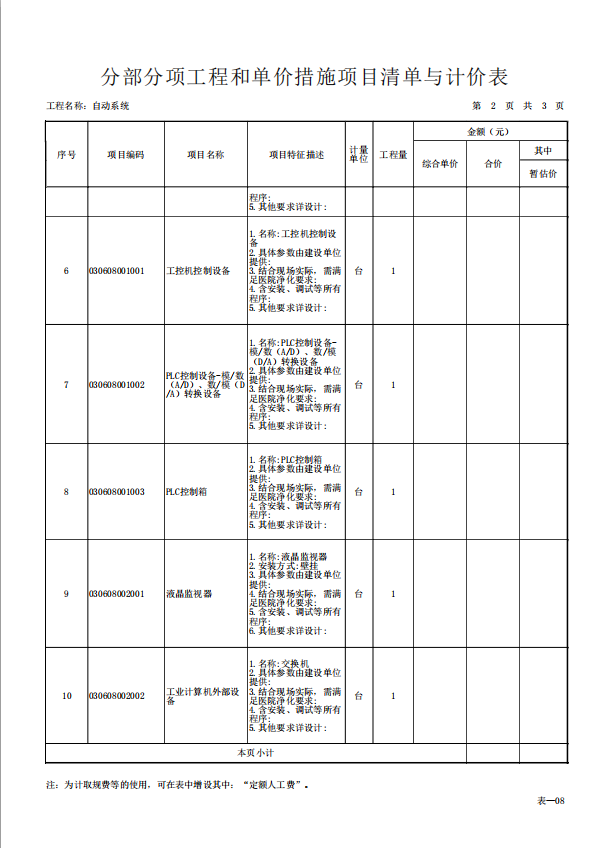 分部分项工程和单价措施项目清单与计价表
工程名称：自动系统
第 2 页 共 3 页
序号 项目编码 项目名称 项目特征描述 计量单位 工程量 金额（元）
综合单价 合价 其中
暂估价
程序:
5.其他要求详设计:
6 030608001001 工控机控制设备
1.名称:工控机控制设
备
2.具体参数由建设单位
提供:
3.结合现场实际，需满
足医院净化要求:
4.含安装、调试等所有
程序:
5.其他要求详设计:
台 1
7 030608001002
PLC控制设备-模/数
（A/D）、数/模（D
/A）转换设备
1.名称:PLC控制设备-
模/数（A/D）、数/模
（D/A）转换设备
2.具体参数由建设单位
提供:
3.结合现场实际，需满
足医院净化要求:
4.含安装、调试等所有
程序:
5.其他要求详设计:
台 1
8 030608001003 PLC控制箱
1.名称:PLC控制箱
2.具体参数由建设单位
提供:
3.结合现场实际，需满
足医院净化要求:
4.含安装、调试等所有
程序:
5.其他要求详设计:
台 1
9 030608002001 液晶监视器
1.名称:液晶监视器
2.安装方式:壁挂
3.具体参数由建设单位
提供:
4.结合现场实际，需满
足医院净化要求:
5.含安装、调试等所有
程序:
6.其他要求详设计:
台 1
10 030608002002
工业计算机外部设
备
1.名称:交换机
2.具体参数由建设单位
提供:
3.结合现场实际，需满
足医院净化要求:
4.含安装、调试等所有
程序:
5.其他要求详设计:
台 1
本页小计
注：为计取规费等的使用，可在表中增设其中：“定额人工费”。
表—08